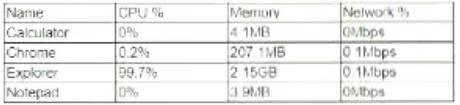 Name CPU % Memory Network %
Calculator 0% 4.1MB 0Mbps
Chrome 0.2% 207.1MB 0.1Mbps
Explorer 99.7% 2.15GB 0.1Mbps
Notepad 0% 3.9MB 0Mbps